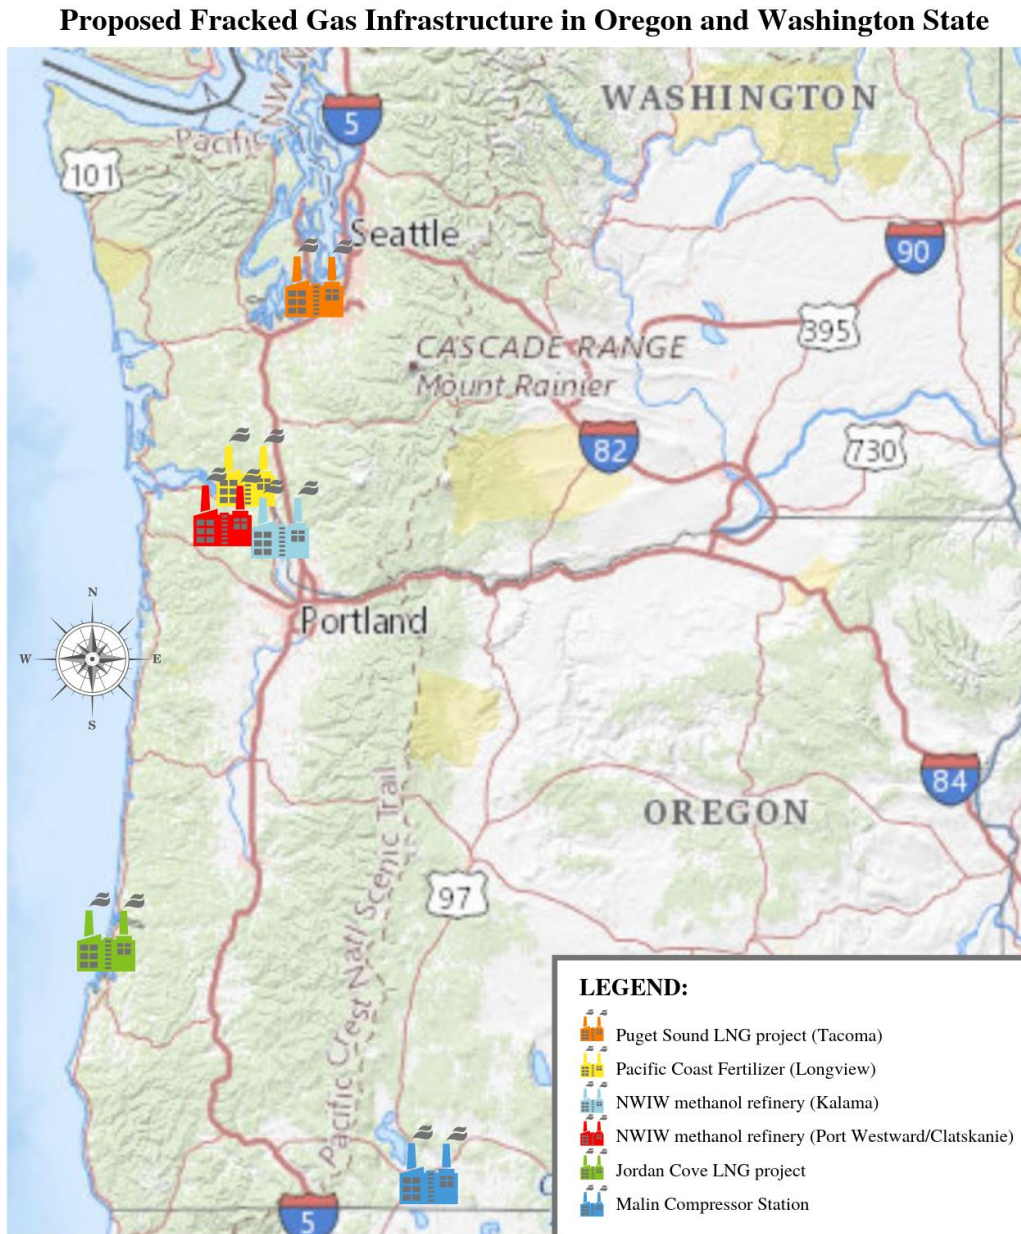 Proposed Fracked Gas Infrastructure in Oregon and Washington State
WASHINGTON
5
Pacific NW N
101
Seattle
90
CASCADE RANGE
Mount Rainier
395
82
730
N
W E
S
Portland
84
OREGON
97
Pacific Crest Natl Scenic Trail
5
LEGEND:
Puget Sound LNG project (Tacoma)
Pacific Coast Fertilizer (Longview)
NWIW methanol refinery (Kalama)
NWIW methanol refinery (Port Westward/Clatskanie)
Jordan Cove LNG project
Malin Compressor Station